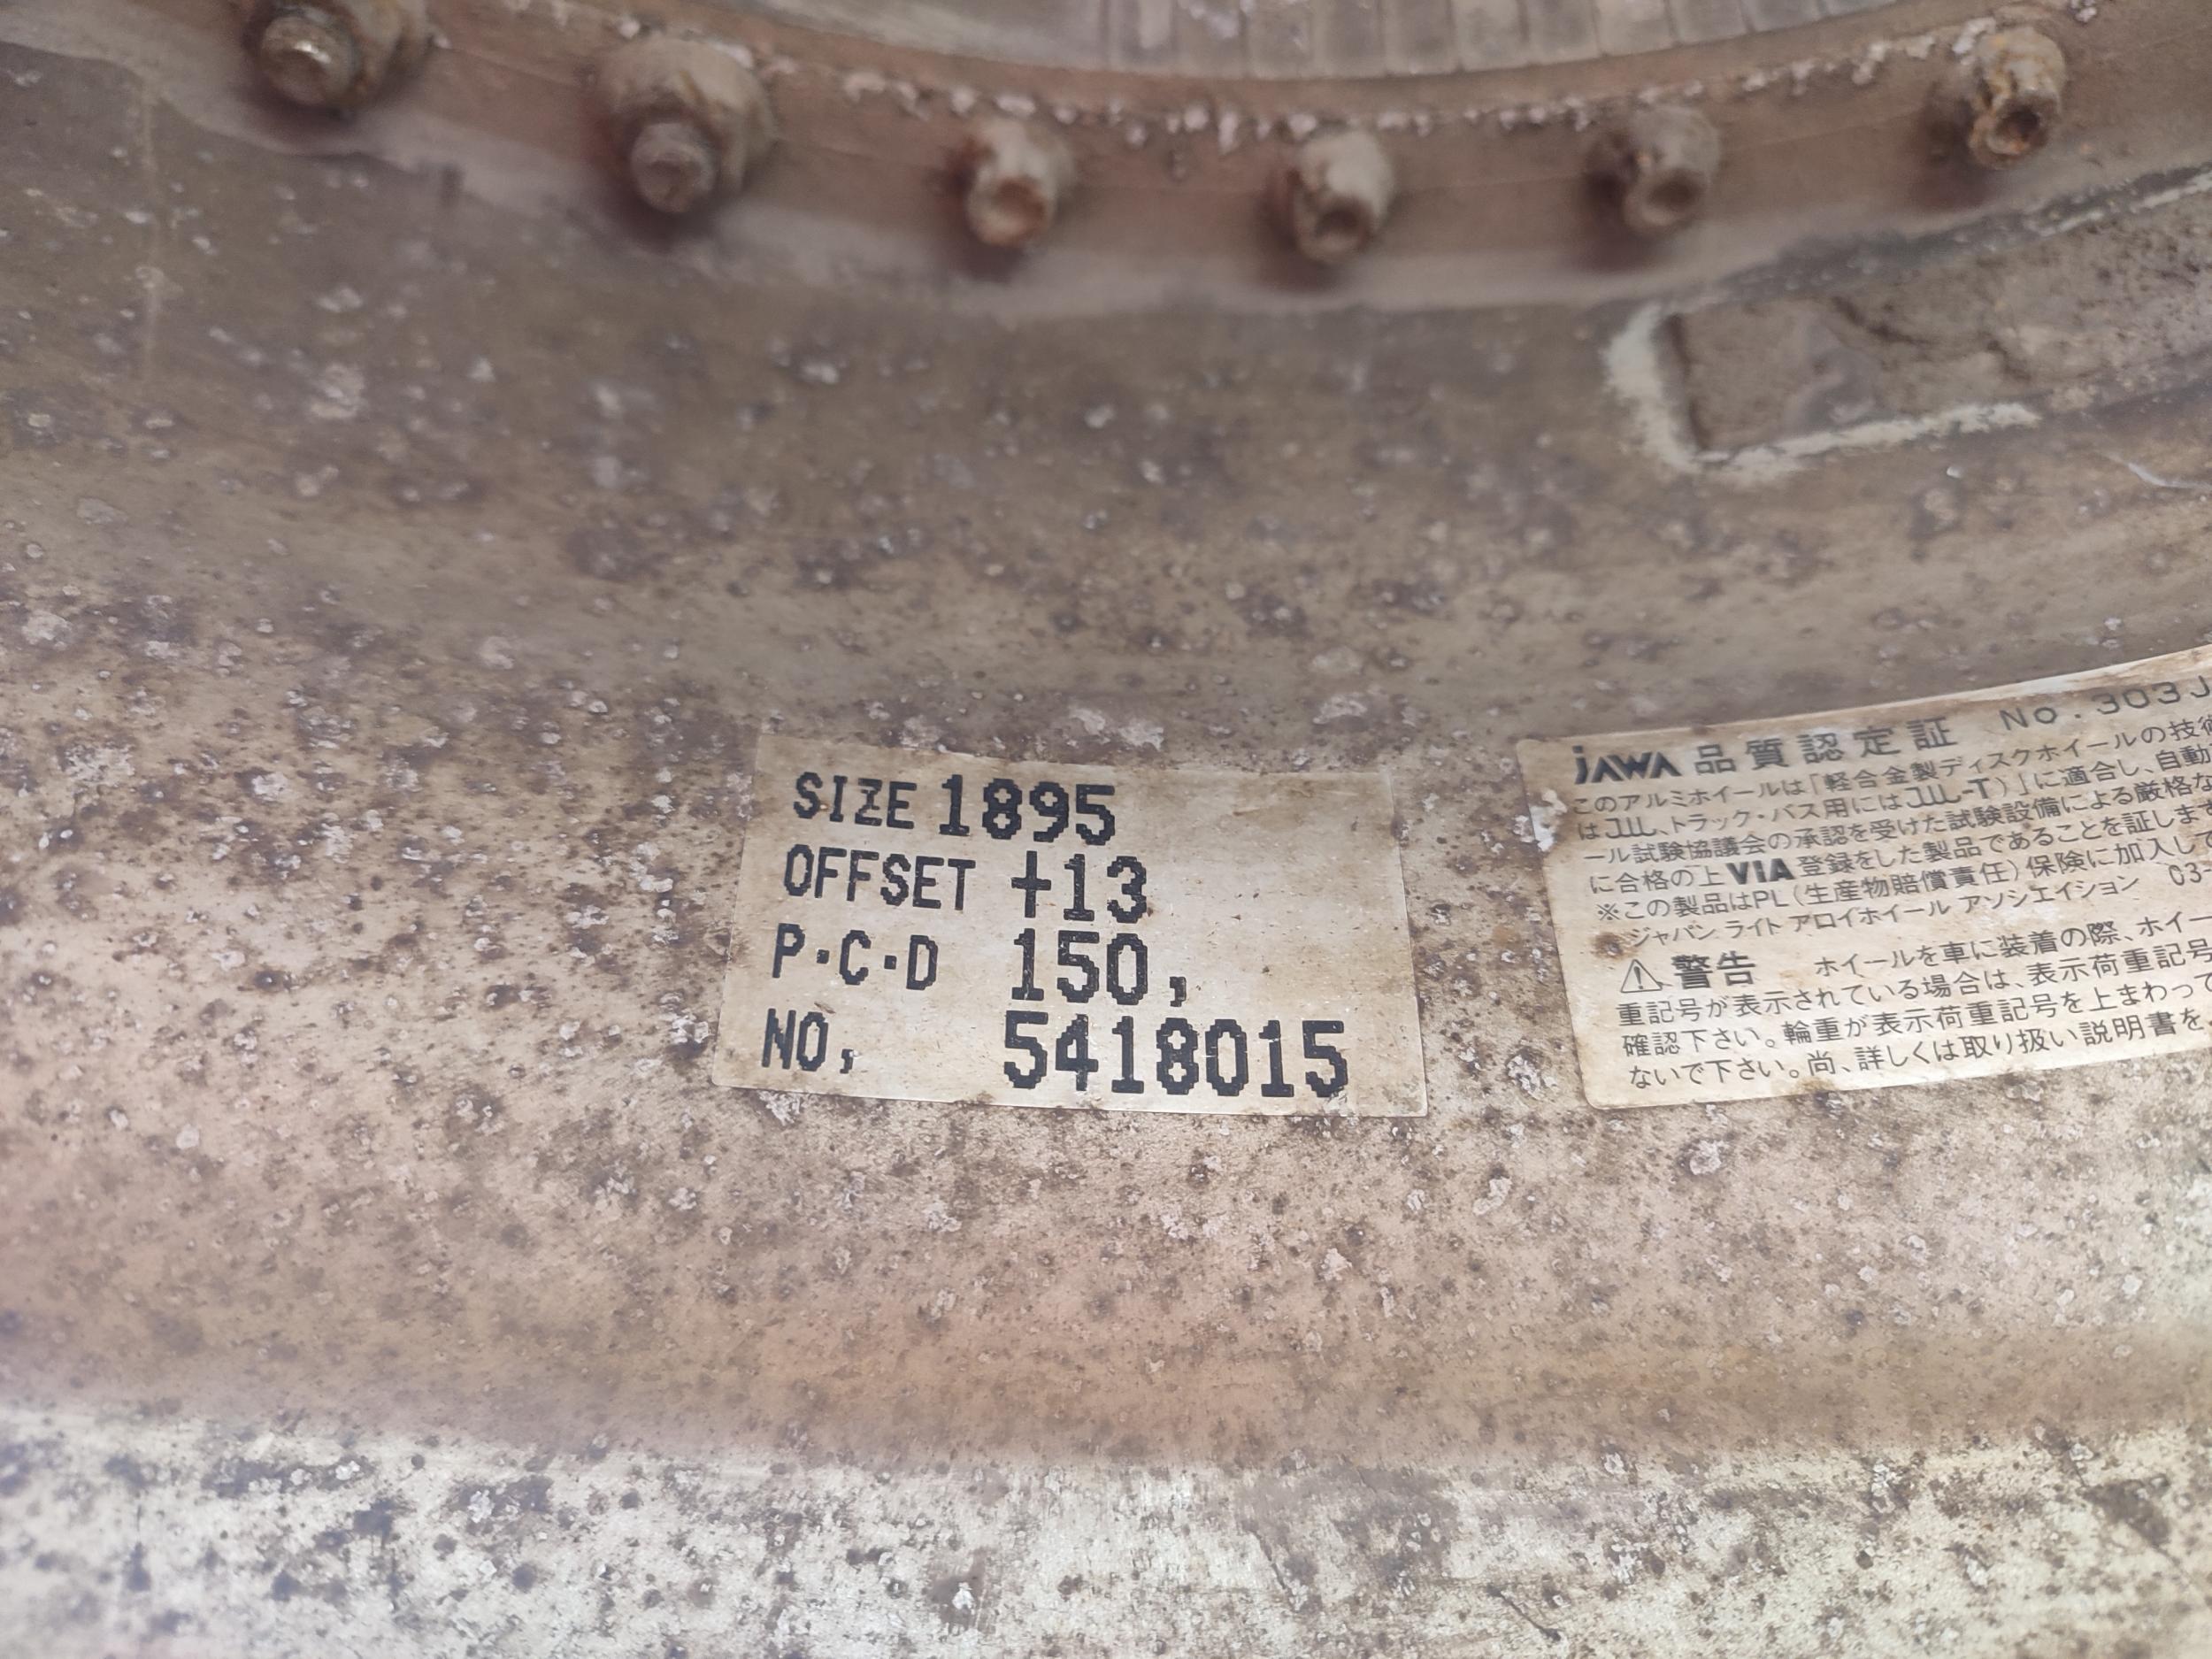 SIZE 1895
OFFSET +13
P・C・D 150,
NO, 5418015
JAWA 品質認定証 No.303J
このアルミホイールは「軽合金製ディスクホイールの技術
はJWL、トラック・バス用にはJWL-T)」に適合し、自動
ール試験協議会の承認を受けた試験設備による厳格な
に合格の上VIA登録をした製品であることを証しま
※この製品はPL(生産物賠償責任)保険に加入して
ジャパン ライト アロイホイール アソシエイション 03-
⚠警告 ホイールを車に装着の際、ホイー
重記号が表示されている場合は、表示荷重記号
確認下さい。輪重が表示荷重記号を上まわって
ないで下さい。尚、詳しくは取り扱い説明書を